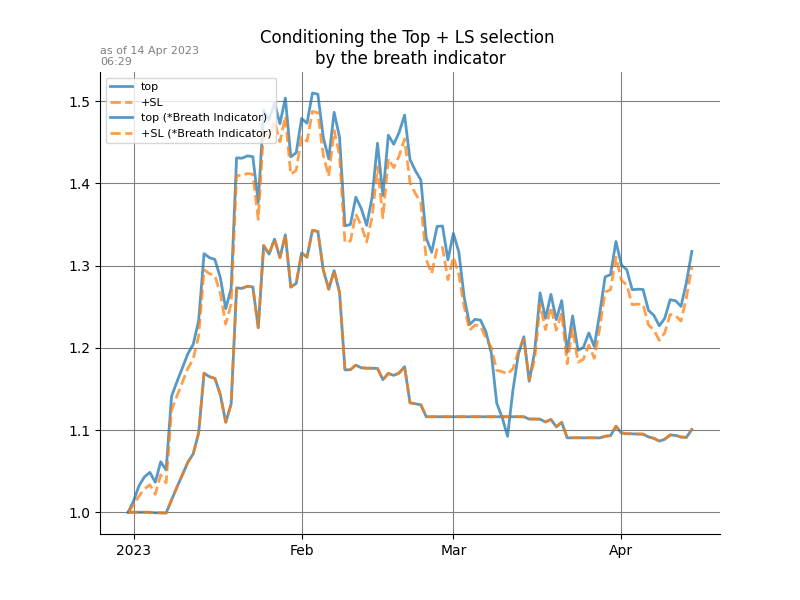 Conditioning the Top + LS selection
by the breath indicator
as of 14 Apr 2023
06:29
top
+SL
top (*Breath Indicator)
+SL (*Breath Indicator)
1.5
1.4
1.3
1.2
1.1
1.0
2023 Feb Mar Apr